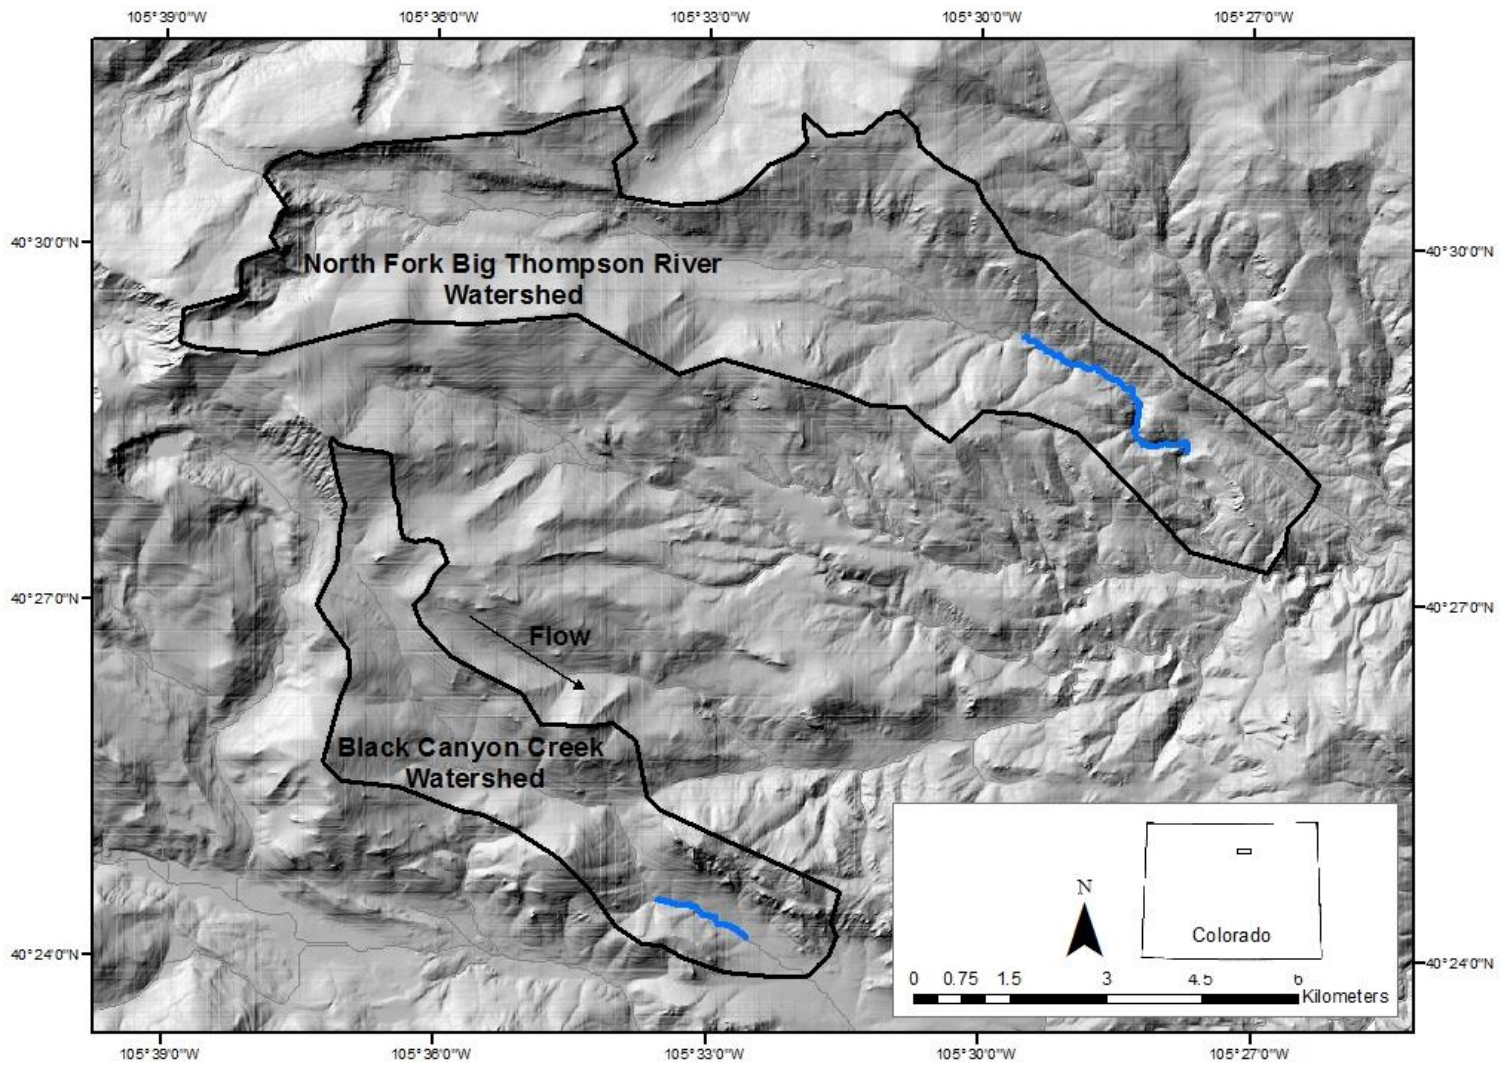 105°39'0"W 105°36'0"W 105°33'0"W 105°30'0"W 105°27'0"W
40°30'0"N
40°30'0"N
North Fork Big Thompson River
Watershed
40°27'0"N
40°27'0"N
Flow
Black Canyon Creek
Watershed
N
Colorado
40°24'0"N
40°24'0"N
0 0.75 1.5 3 4.5 6
Kilometers
105°39'0"W 105°36'0"W 105°33'0"W 105°30'0"W 105°27'0"W